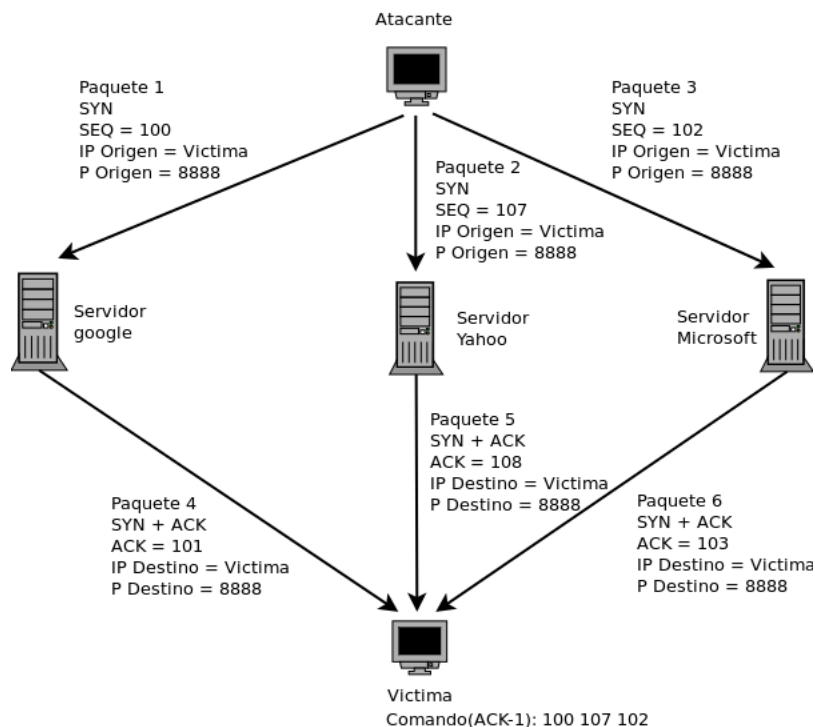 Atacante
Paquete 1
SYN
SEQ = 100
IP Origen = Victima
P Origen = 8888
Paquete 2
SYN
SEQ = 107
IP Origen = Victima
P Origen = 8888
Paquete 3
SYN
SEQ = 102
IP Origen = Victima
P Origen = 8888
Servidor
google
Servidor
Yahoo
Servidor
Microsoft
Paquete 4
SYN + ACK
ACK = 101
IP Destino = Victima
P Destino = 8888
Paquete 5
SYN + ACK
ACK = 108
IP Destino = Victima
P Destino = 8888
Paquete 6
SYN + ACK
ACK = 103
IP Destino = Victima
P Destino = 8888
Victima
Comando(ACK-1): 100 107 102